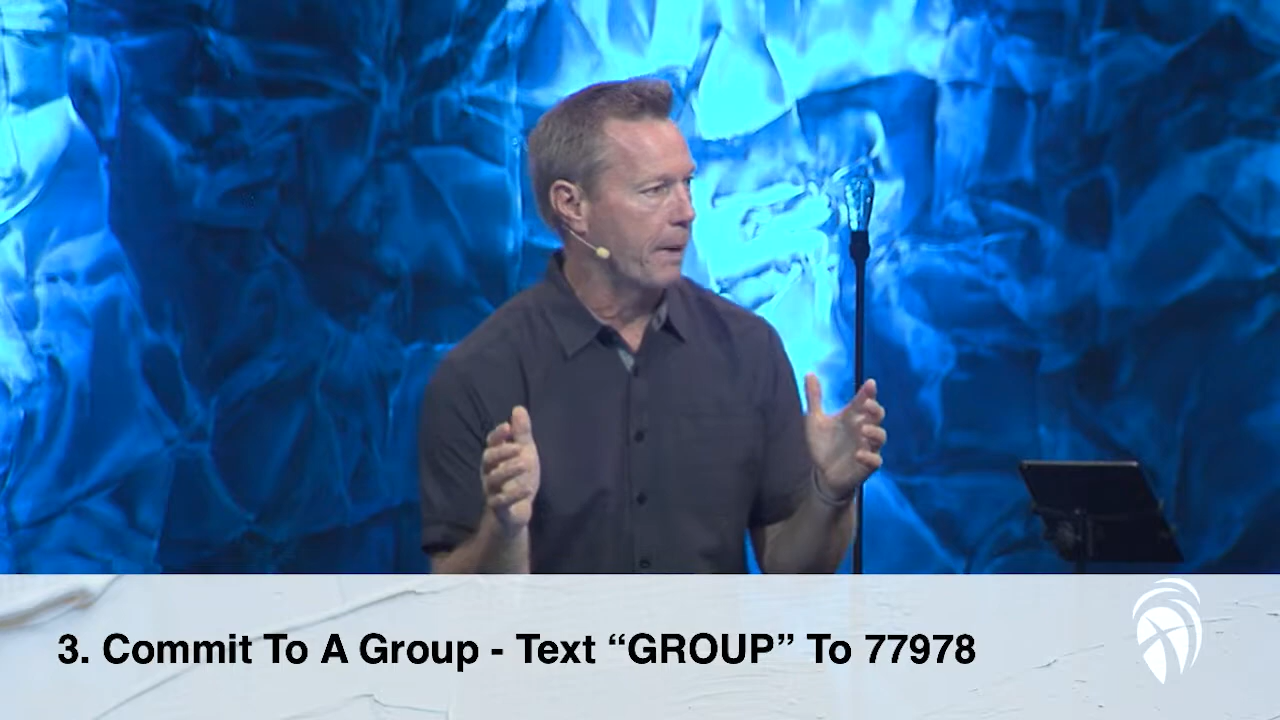 3. Commit To A Group - Text “GROUP” To 77978